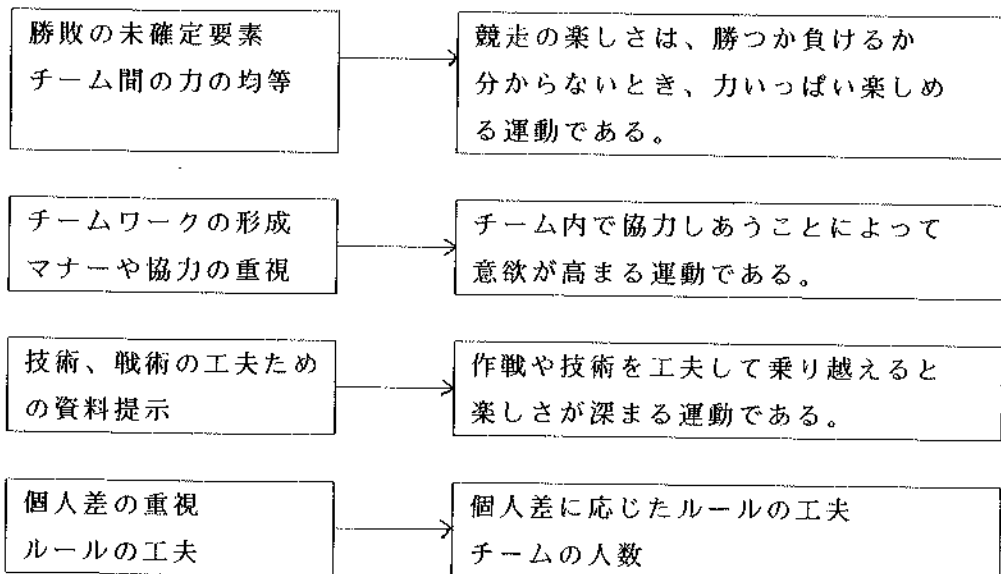 勝敗の未確定要素
チーム間の力の均等
競走の楽しさは、勝つか負けるか
分からないとき、力いっぱい楽しめ
る運動である。
チームワークの形成
マナーや協力の重視
チーム内で協力しあうことによって
意欲が高まる運動である。
技術、戦術の工夫ため
の資料提示
作戦や技術を工夫して乗り越えると
楽しさが深まる運動である。
個人差の重視
ルールの工夫
個人差に応じたルールの工夫
チームの人数